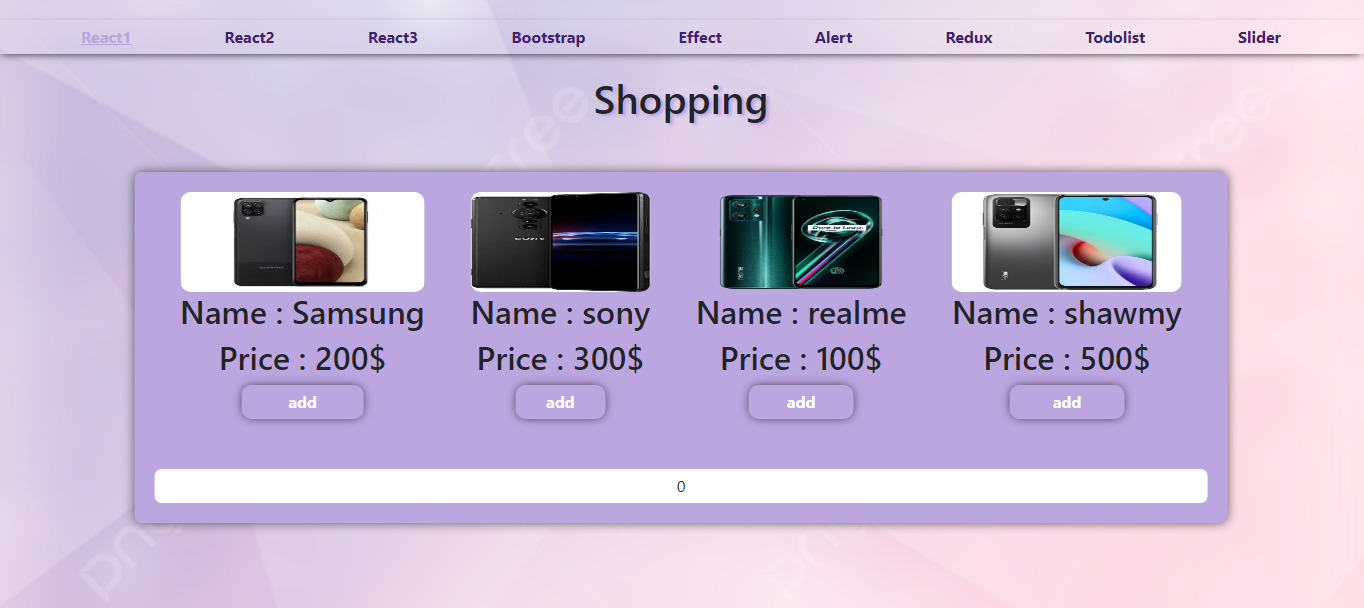 React1 React2 React3 Bootstrap Effect Alert Redux Todolist Slider
Shopping
Name : Samsung
Price : 200$
add
Name : sony
Price : 300$
add
Name : realme
Price : 100$
add
Name : shawmy
Price : 500$
add
0